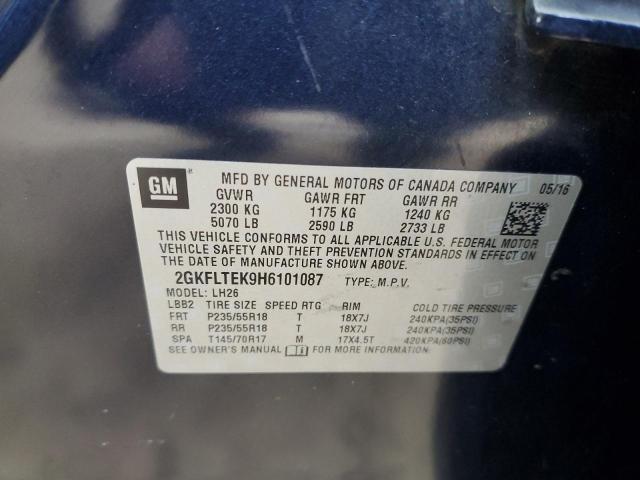 GM
MFD BY GENERAL MOTORS OF CANADA COMPANY 05/16
GVWR GAWR FRT GAWR RR
2300 KG 1175 KG 1240 KG
5070 LB 2590 LB 2733 LB
THIS VEHICLE CONFORMS TO ALL APPLICABLE U.S. FEDERAL MOTOR
VEHICLE SAFETY AND THEFT PREVENTION STANDARDS IN EFFECT ON
THE DATE OF MANUFACTURE SHOWN ABOVE.
2GKFLTEK9H6101087 TYPE: M.P.V.
MODEL: LH26
LBB2 TIRE SIZE SPEED RTG RIM COLD TIRE PRESSURE
FRT P235/55R18 T 18X7J 240KPA(35PSI)
RR P235/55R18 T 18X7J 240KPA(35PSI)
SPA T145/70R17 M 17X4.5T 420KPA(60PSI)
SEE OWNER'S MANUAL FOR MORE INFORMATION.